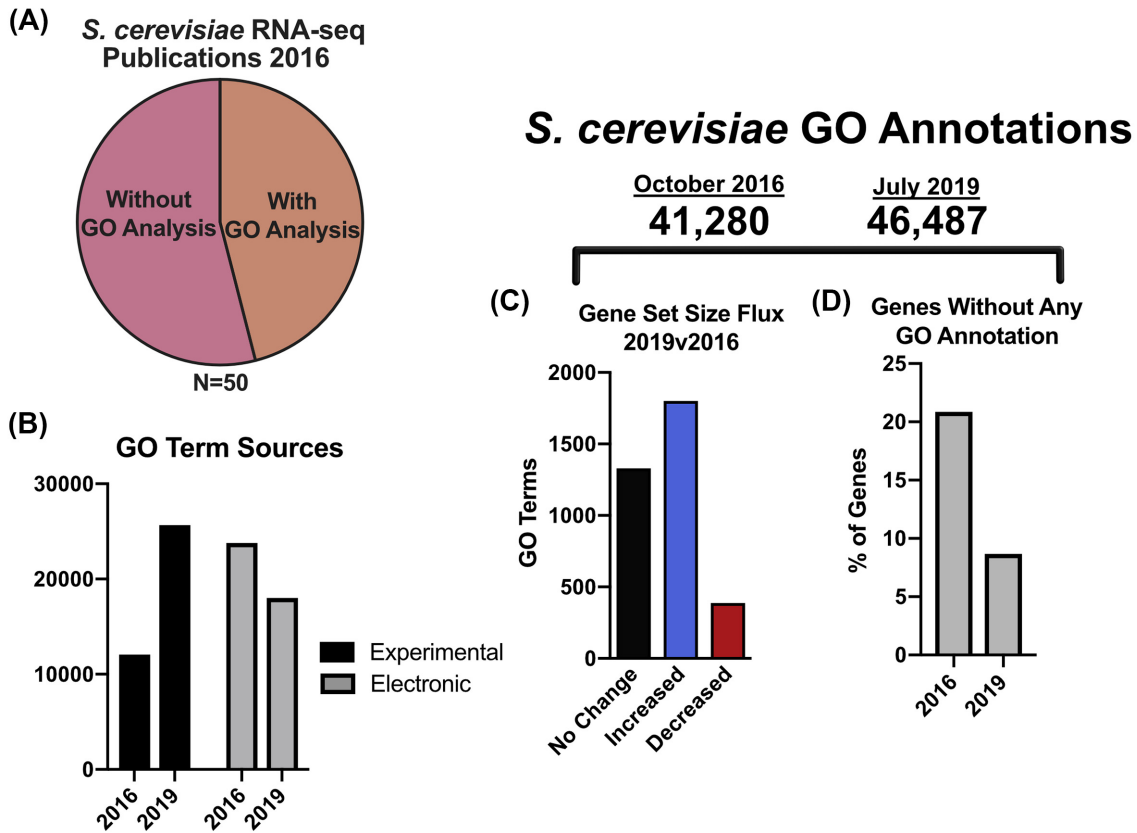 (A)
S. cerevisiae RNA-seq
Publications 2016
Without
GO Analysis
With
GO Analysis
N=50
(B)
GO Term Sources
30000
20000
10000
0
2016
2019
2016
2019
Experimental
Electronic
S. cerevisiae GO Annotations
October 2016
41,280
July 2019
46,487
(C)
Gene Set Size Flux
2019v2016
GO Terms
2000
1500
1000
500
0
No Change
Increased
Decreased
(D)
Genes Without Any
GO Annotation
% of Genes
25
20
15
10
5
0
2016
2019